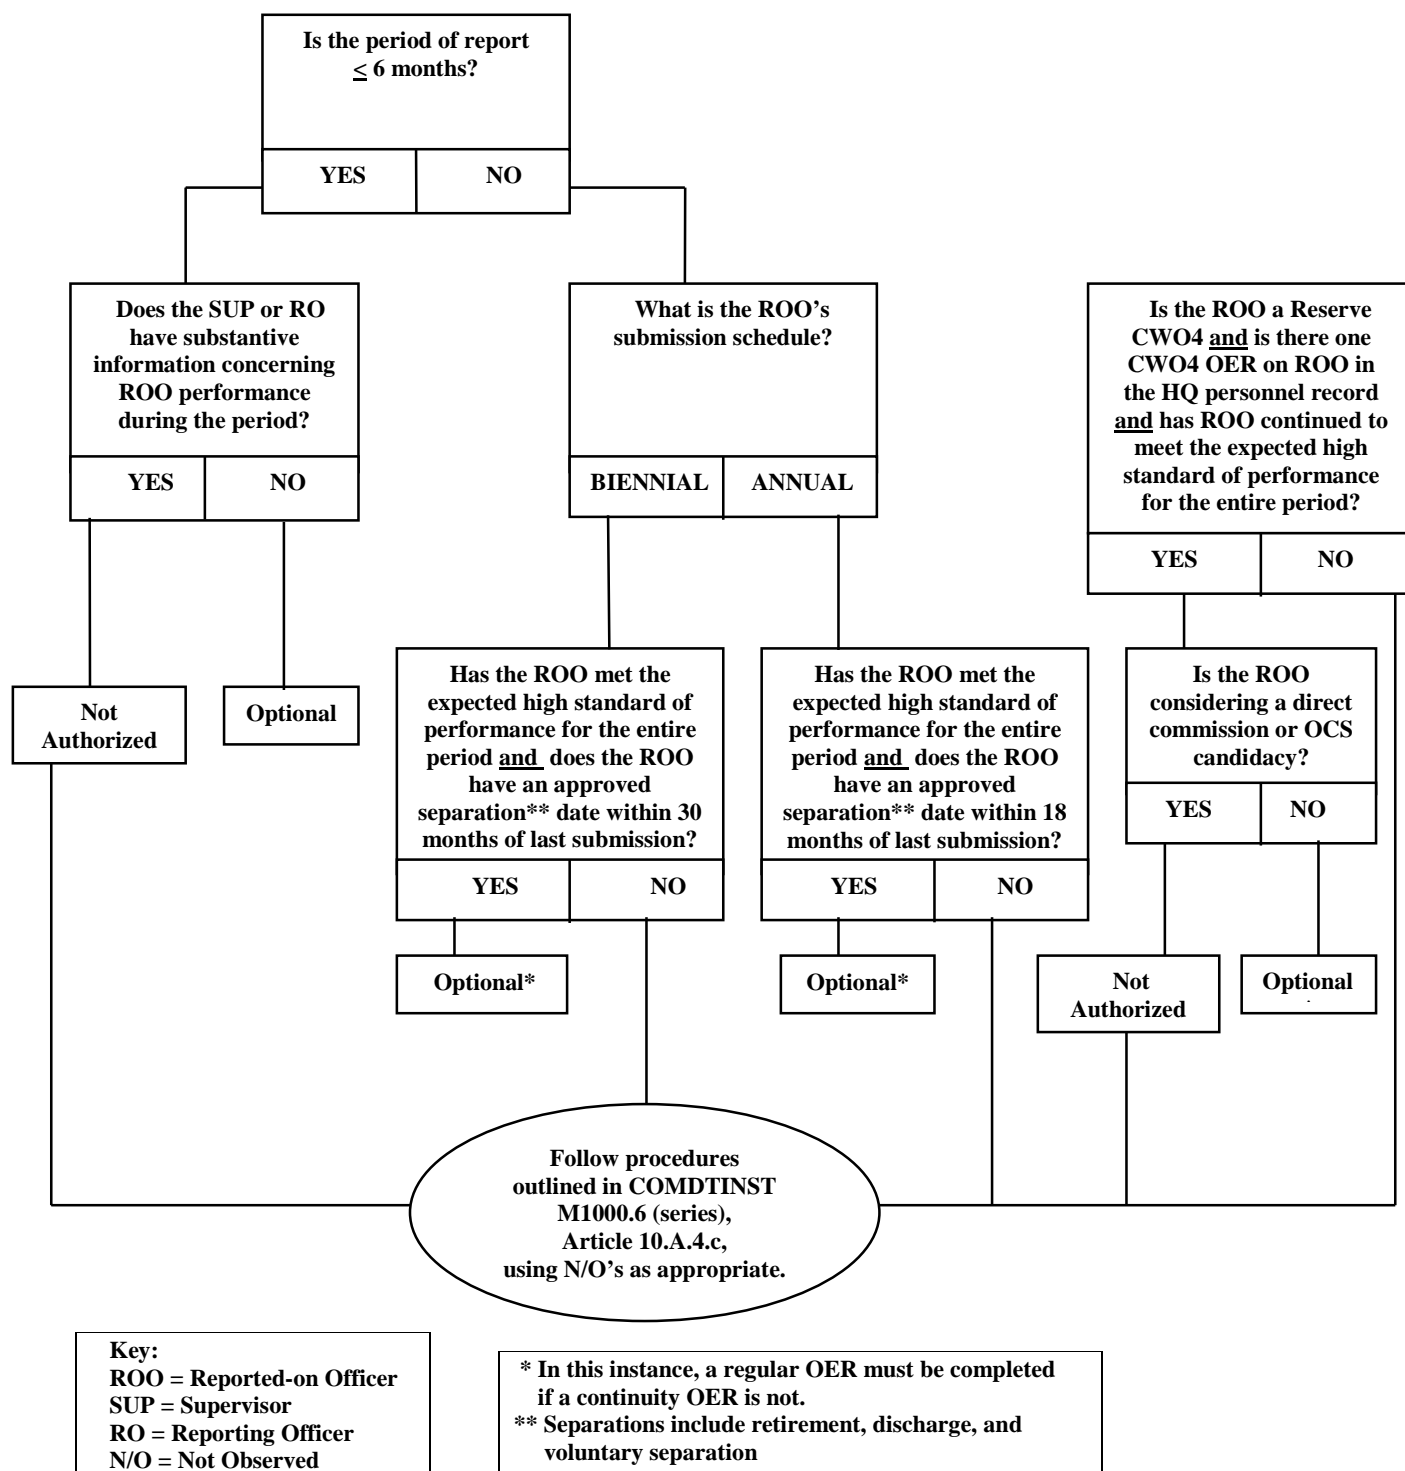 Is the period of report
≤ 6 months?
YES
NO
Does the SUP or RO
have substantive
information concerning
ROO performance
during the period?
YES
NO
What is the ROO’s
submission schedule?
BIENNIAL
ANNUAL
Is the ROO a Reserve
CWO4 and is there one
CWO4 OER on ROO in
the HQ personnel record
and has ROO continued to
meet the expected high
standard of performance
for the entire period?
YES
NO
Not
Authorized
Optional
Has the ROO met the
expected high standard of
performance for the entire
period and does the ROO
have an approved
separation** date within 30
months of last submission?
YES
NO
Has the ROO met the
expected high standard of
performance for the entire
period and does the ROO
have an approved
separation** date within 18
months of last submission?
YES
NO
Is the ROO
considering a direct
commission or OCS
candidacy?
YES
NO
Optional*
Optional*
Not
Authorized
Optional
Follow procedures
outlined in COMDTINST
M1000.6 (series),
Article 10.A.4.c,
using N/O’s as appropriate.
Key:
ROO = Reported-on Officer
SUP = Supervisor
RO = Reporting Officer
N/O = Not Observed
* In this instance, a regular OER must be completed
if a continuity OER is not.
** Separations include retirement, discharge, and
voluntary separation